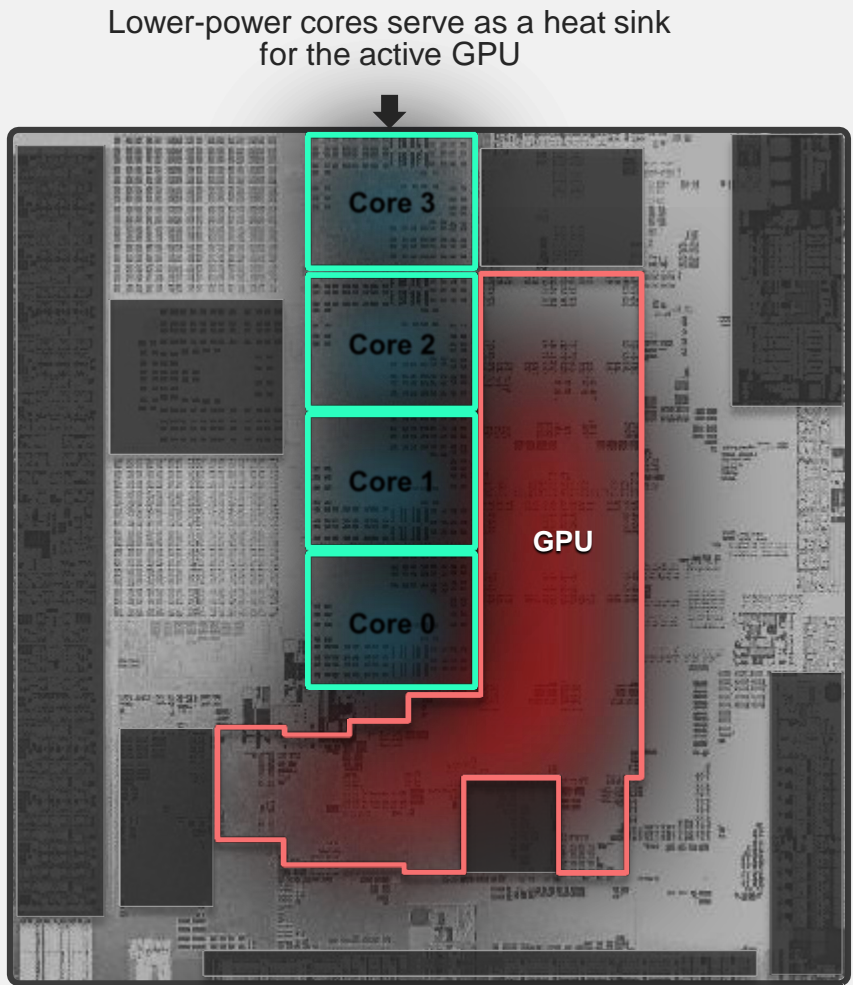 Lower-power cores serve as a heat sink
for the active GPU
Core 3
Core 2
Core 1
GPU
Core 0